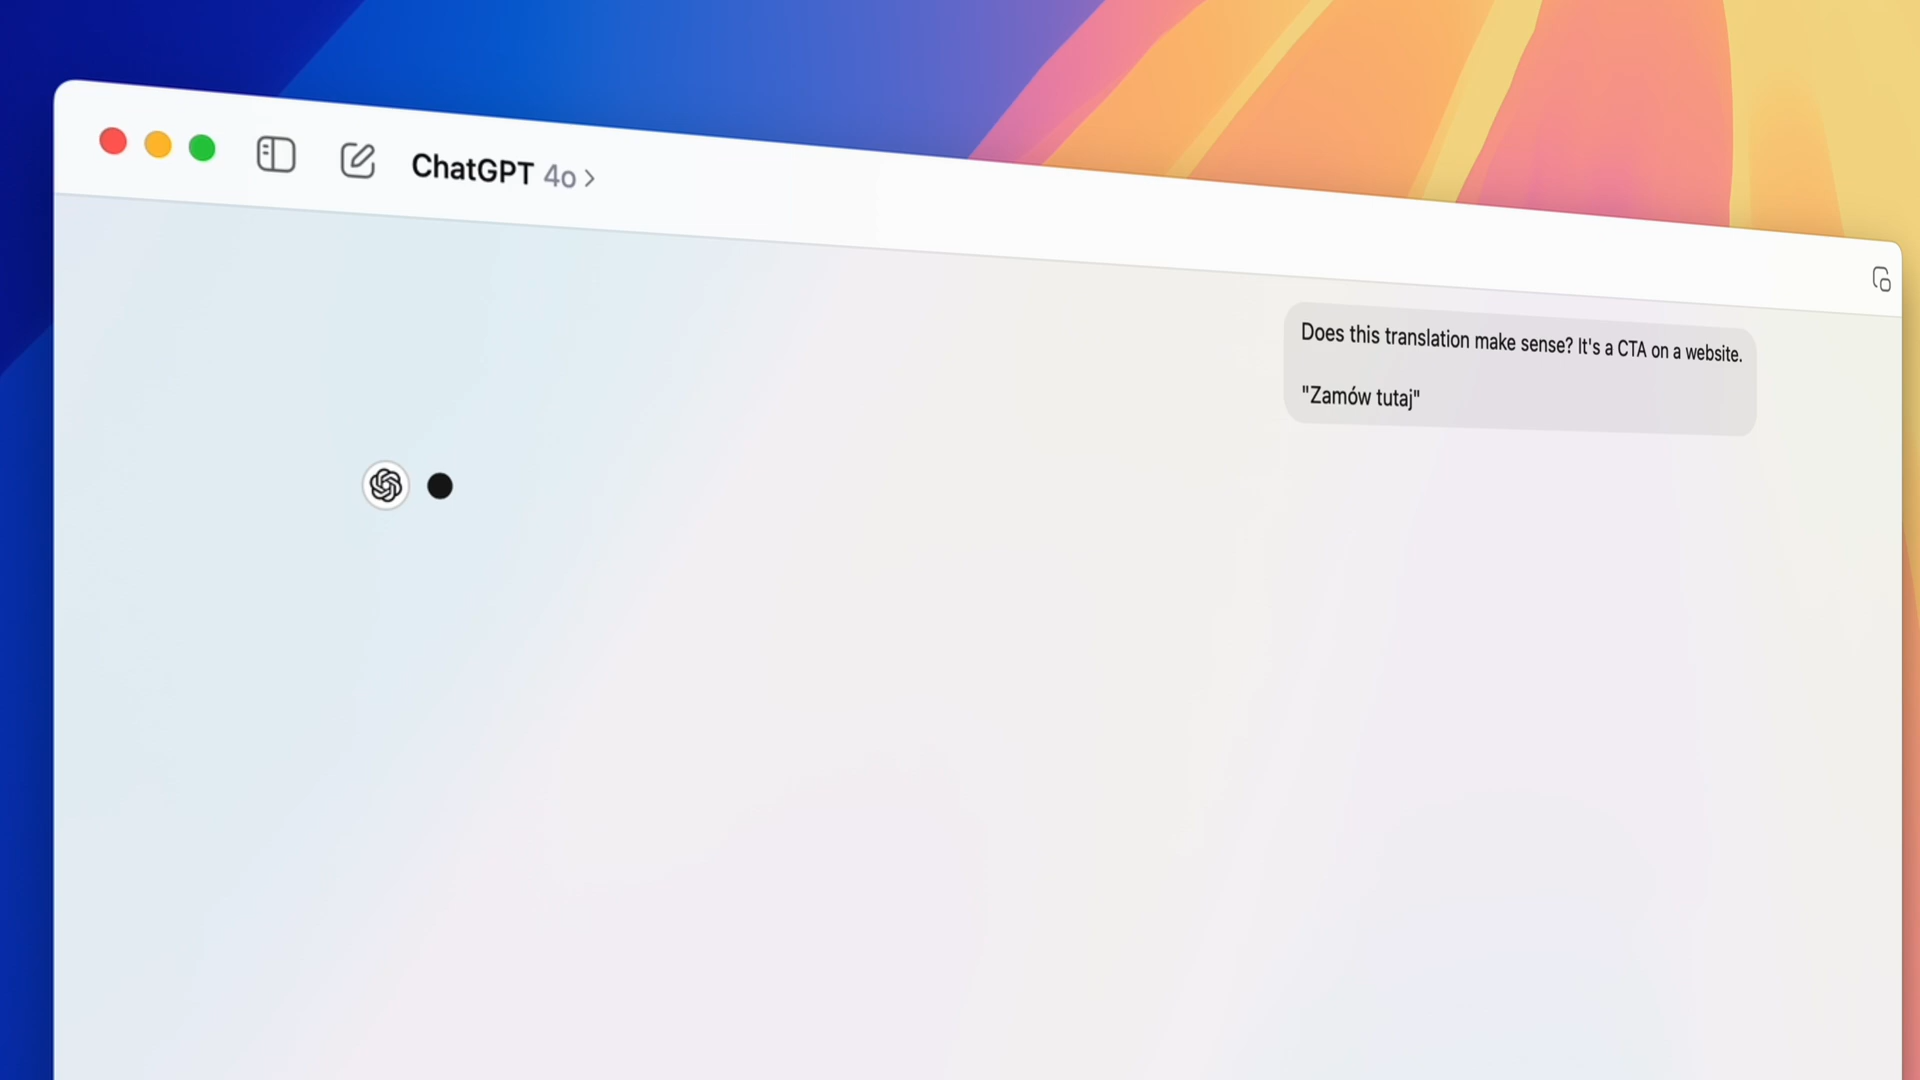 ChatGPT 4o >
Does this translation make sense? It's a CTA on a website.
"Zamów tutaj"